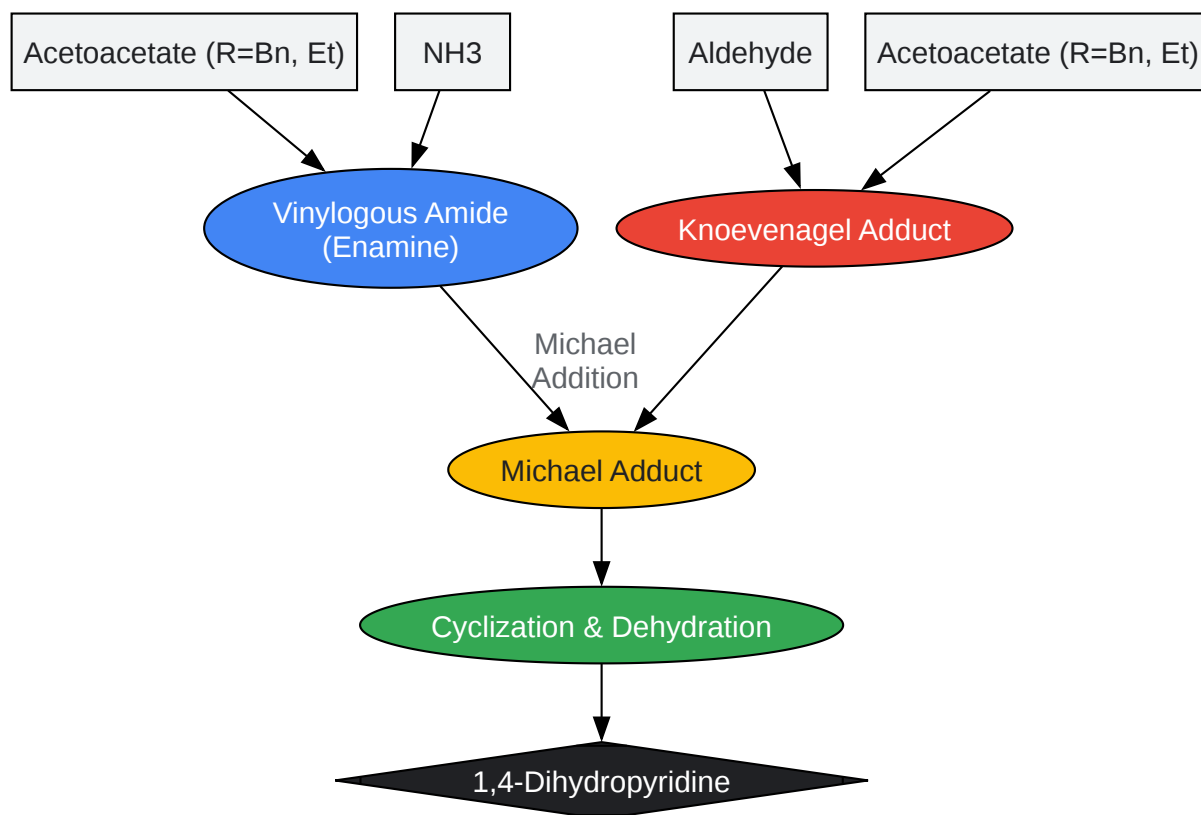 Acetoacetate (R=Bn, Et)
NH3
Aldehyde
Acetoacetate (R=Bn, Et)
Vinylogous Amide
(Enamine)
Knoevenagel Adduct
Michael
Addition
Michael Adduct
Cyclization & Dehydration
1,4-Dihydropyridine